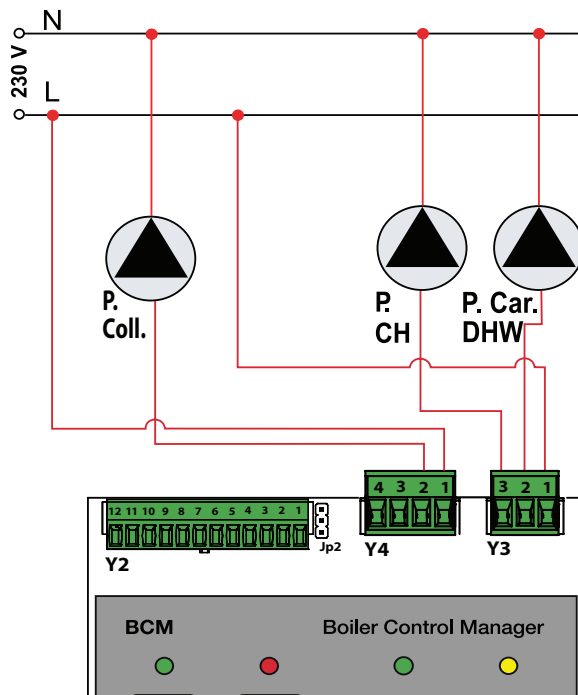 N
230 V
L
P.
Coll.
P.
CH
P. Car.
DHW
4 3 2 1
3 2 1
12 11 10 9 8 7 6 5 4 3 2 1
Jp2
Y2
Y4
Y3
BCM
Boiler Control Manager